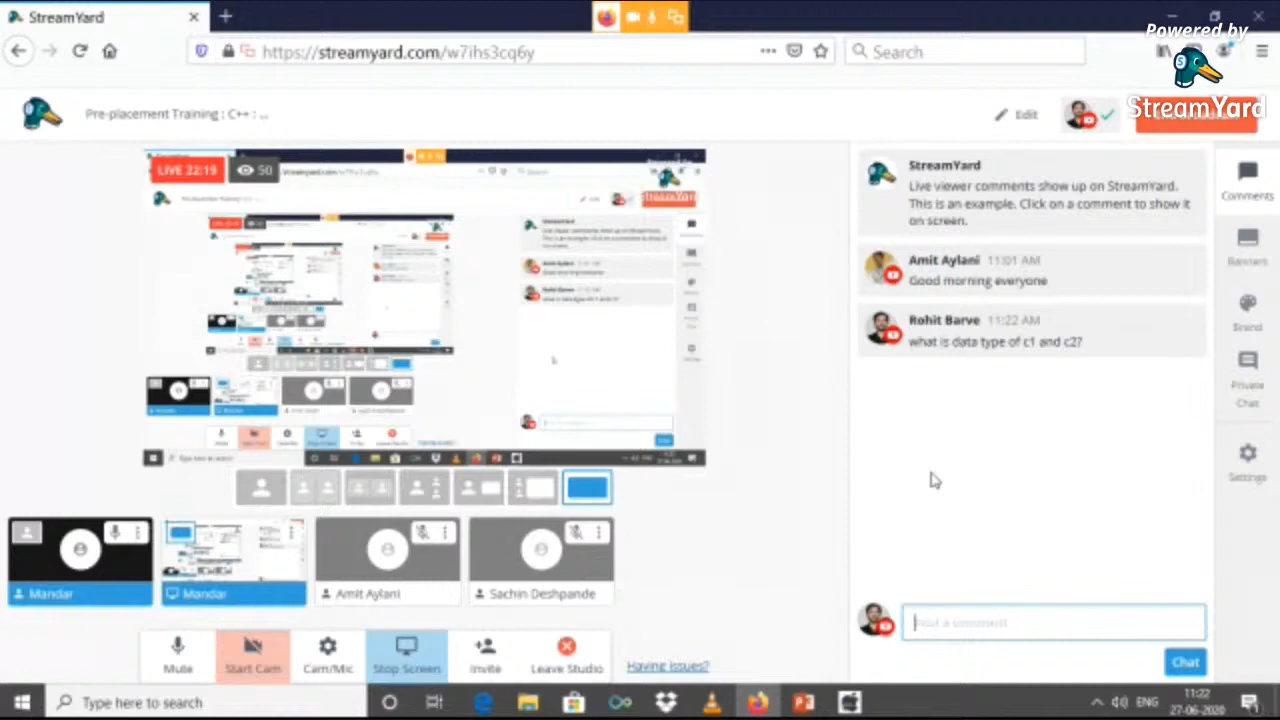 StreamYard
https://streamyard.com/w7ihs3cq6y
Search
Powered by
StreamYard
Pre-placement Training : C++ : ...
Edit
LIVE 22:19
50
StreamYard
Live viewer comments show up on StreamYard.
This is an example. Click on a comment to show it
on screen.
Amit Aylani 11:01 AM
Good morning everyone
Rohit Barve 11:22 AM
what is data type of c1 and c2?
Comments
Banners
Brand
Private
Chat
Settings
Mandar
Mandar
Amit Aylani
Sachin Deshpande
Post a comment
Chat
Mute
Start Cam
Cam/Mic
Stop Screen
Invite
Leave Studio
Having issues?
Type here to search
ENG
11:22
27-06-2020